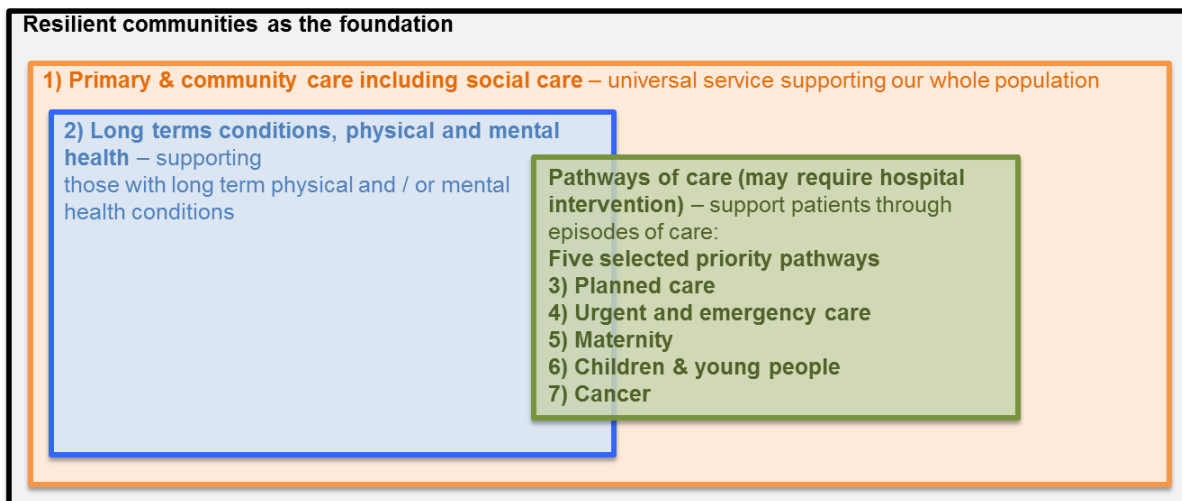 Resilient communities as the foundation
1) Primary & community care including social care – universal service supporting our whole population
2) Long terms conditions, physical and mental
health – supporting
those with long term physical and / or mental
health conditions
Pathways of care (may require hospital
intervention) – support patients through
episodes of care:
Five selected priority pathways
3) Planned care
4) Urgent and emergency care
5) Maternity
6) Children & young people
7) Cancer